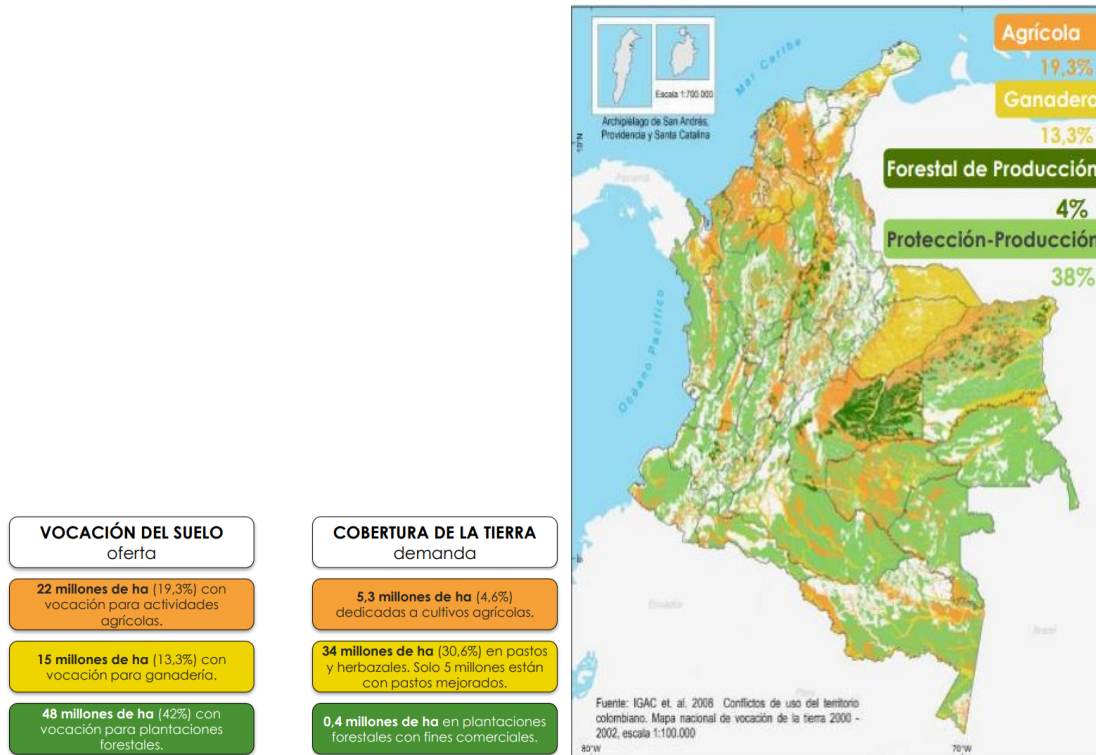 VOCACIÓN DEL SUELO
oferta
22 millones de ha (19,3%) con
vocación para actividades
agrícolas.
15 millones de ha (13,3%) con
vocación para ganadería.
48 millones de ha (42%) con
vocación para plantaciones
forestales.
COBERTURA DE LA TIERRA
demanda
5,3 millones de ha (4,6%)
dedicadas a cultivos agrícolas.
34 millones de ha (30,6%) en pastos
y herbazales. Solo 5 millones están
con pastos mejorados.
0,4 millones de ha en plantaciones
forestales con fines comerciales.
Escala 1:700.000
Archipiélago de San Andrés,
Providencia y Santa Catalina
Mar Caribe
10°N
Panamá
Océano Pacífico
Agrícola
19,3%
Ganadera
13,3%
Forestal de Producción
4%
Protección-Producción
38%
0°
Ecuador
Brasil
Perú
Fuente: IGAC et. al. 2008 Conflictos de uso del territorio
colombiano. Mapa nacional de vocación de la tierra 2000 -
2002, escala 1:100.000
80°W
70°W